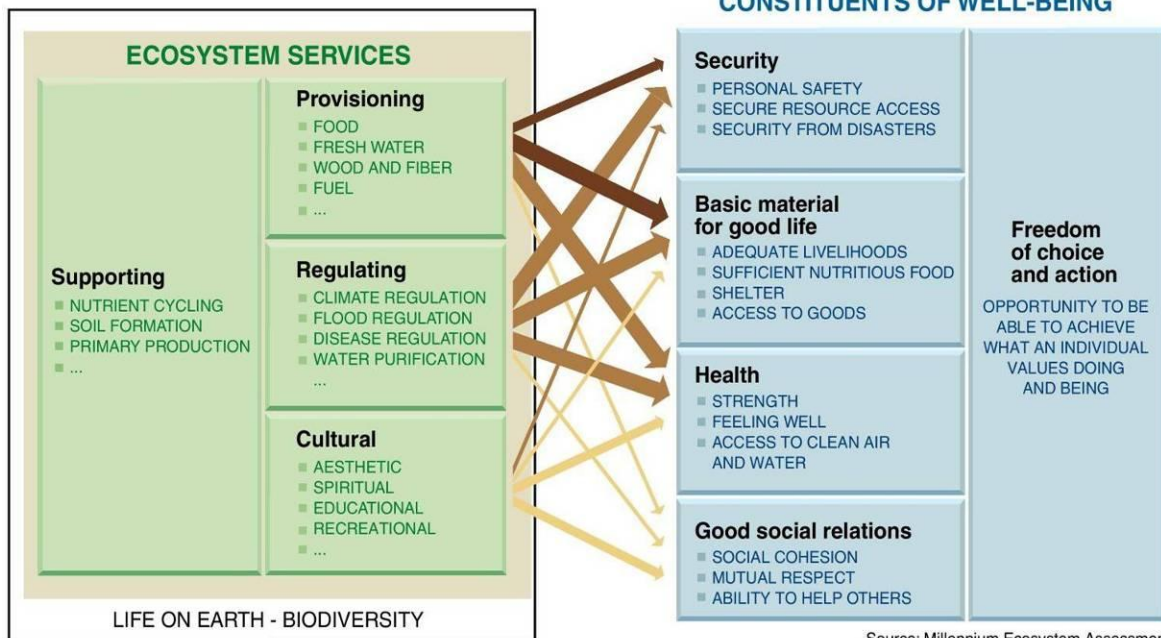 CONSTITUENTS OF WELL-BEING
ECOSYSTEM SERVICES
Supporting
NUTRIENT CYCLING
SOIL FORMATION
PRIMARY PRODUCTION
...
Provisioning
FOOD
FRESH WATER
WOOD AND FIBER
FUEL
...
Regulating
CLIMATE REGULATION
FLOOD REGULATION
DISEASE REGULATION
WATER PURIFICATION
...
Cultural
AESTHETIC
SPIRITUAL
EDUCATIONAL
RECREATIONAL
...
LIFE ON EARTH - BIODIVERSITY
Security
PERSONAL SAFETY
SECURE RESOURCE ACCESS
SECURITY FROM DISASTERS
Basic material
for good life
ADEQUATE LIVELIHOODS
SUFFICIENT NUTRITIOUS FOOD
SHELTER
ACCESS TO GOODS
Health
STRENGTH
FEELING WELL
ACCESS TO CLEAN AIR
AND WATER
Good social relations
SOCIAL COHESION
MUTUAL RESPECT
ABILITY TO HELP OTHERS
Freedom
of choice
and action
OPPORTUNITY TO BE
ABLE TO ACHIEVE
WHAT AN INDIVIDUAL
VALUES DOING
AND BEING
Source: Millennium Ecosystem Assessment